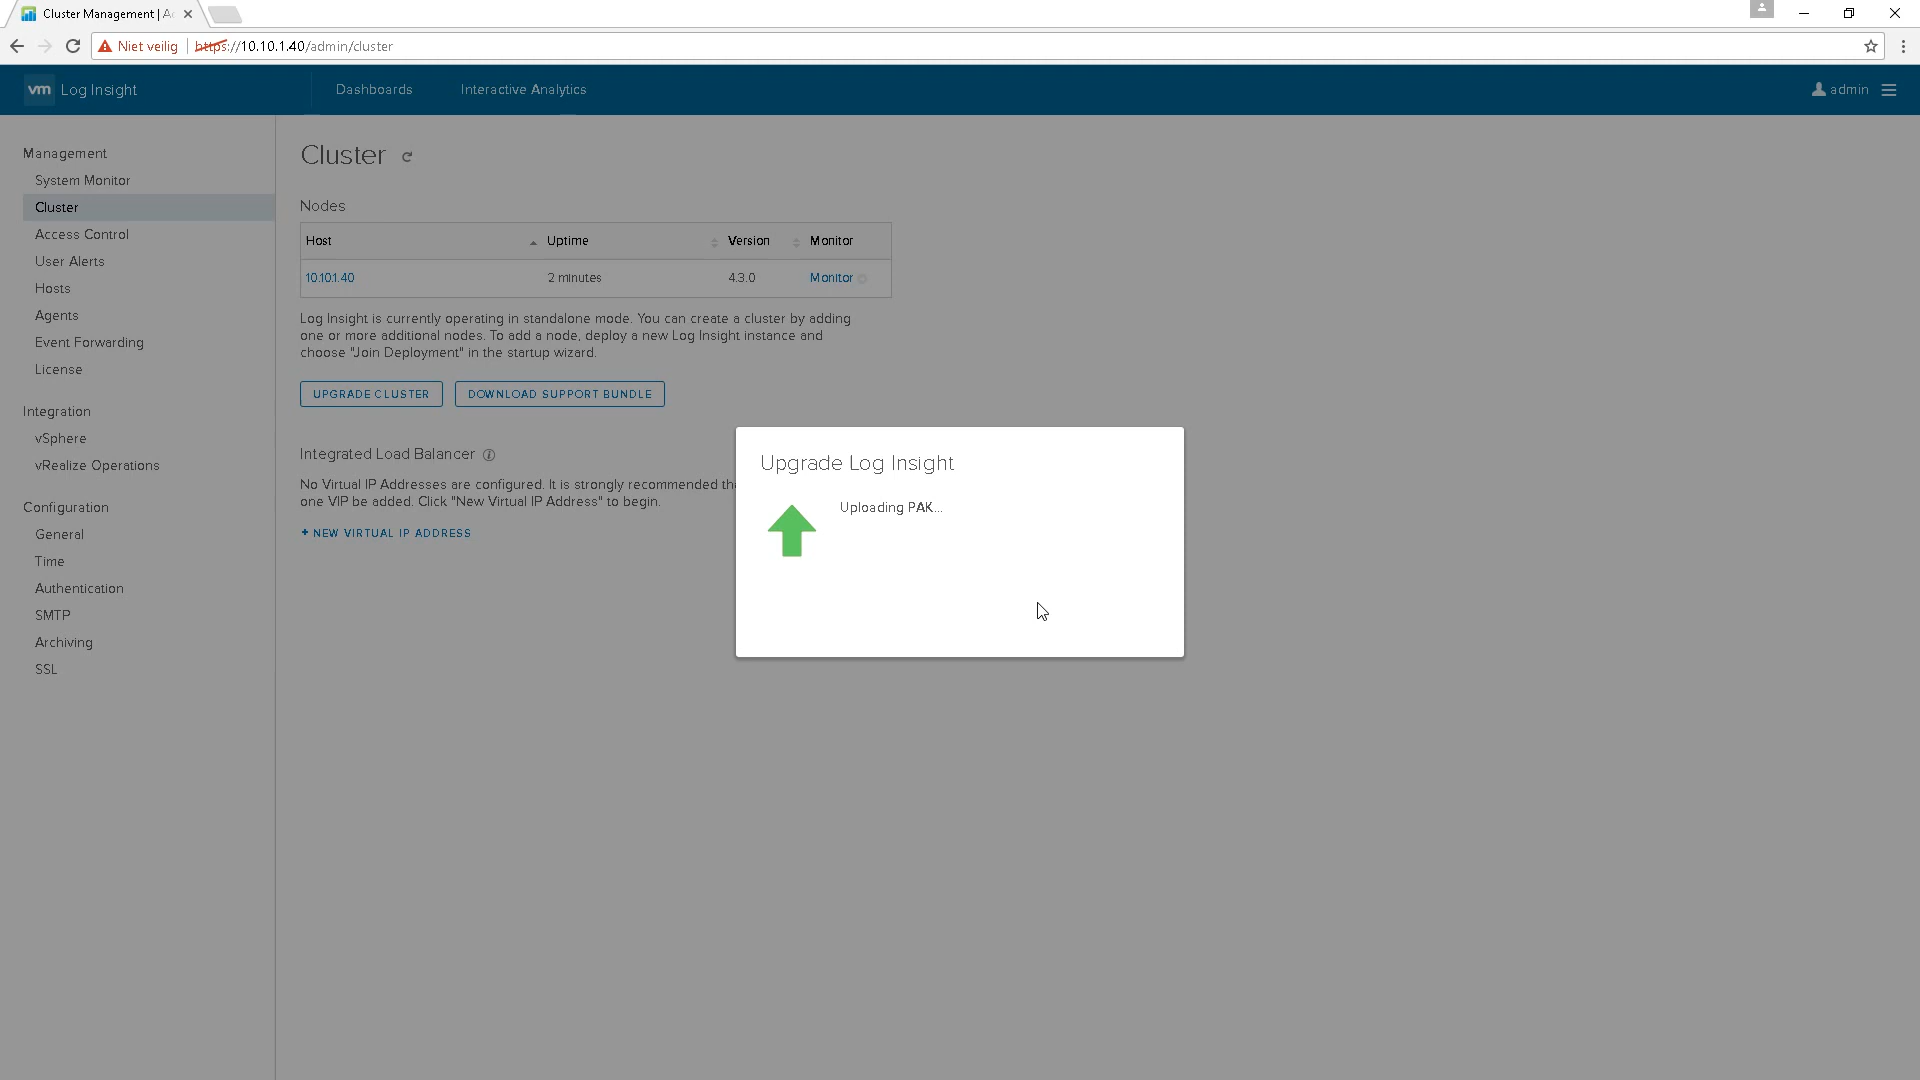 Cluster Management | A
Niet veilig https://10.10.1.40/admin/cluster
vm Log Insight Dashboards Interactive Analytics admin
Management
System Monitor
Cluster
Access Control
User Alerts
Hosts
Agents
Event Forwarding
License
Integration
vSphere
vRealize Operations
Configuration
General
Time
Authentication
SMTP
Archiving
SSL
Cluster
Nodes
Host Uptime Version Monitor
10.10.1.40 2 minutes 4.3.0 Monitor
Log Insight is currently operating in standalone mode. You can create a cluster by adding
one or more additional nodes. To add a node, deploy a new Log Insight instance and
choose "Join Deployment" in the startup wizard.
UPGRADE CLUSTER DOWNLOAD SUPPORT BUNDLE
Integrated Load Balancer
No Virtual IP Addresses are configured. It is strongly recommended
one VIP be added. Click "New Virtual IP Address" to begin.
+ NEW VIRTUAL IP ADDRESS
Upgrade Log Insight
Uploading PAK...